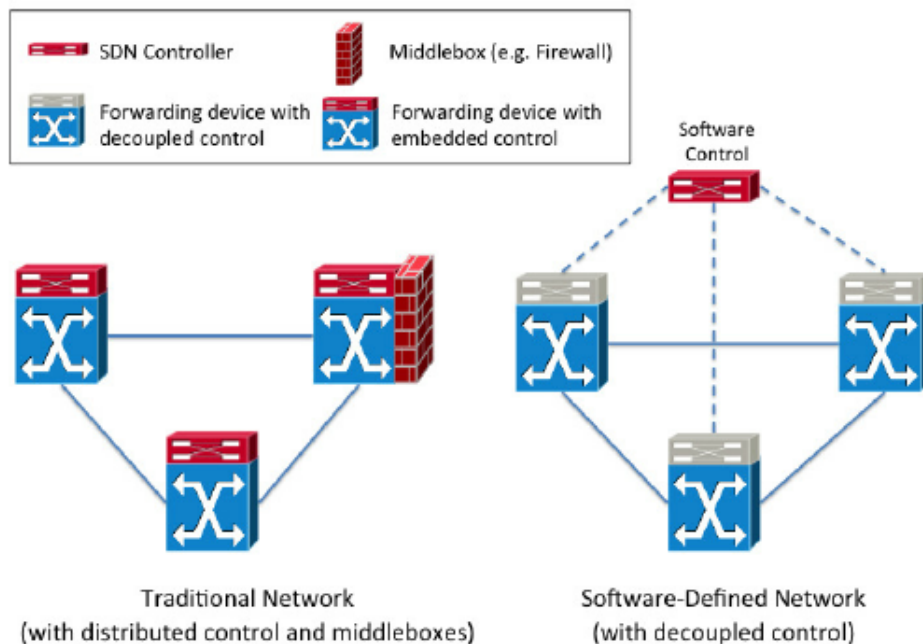 SDN Controller
Middlebox (e.g. Firewall)
Forwarding device with
decoupled control
Forwarding device with
embedded control
Software
Control
Traditional Network
(with distributed control and middleboxes)
Software-Defined Network
(with decoupled control)